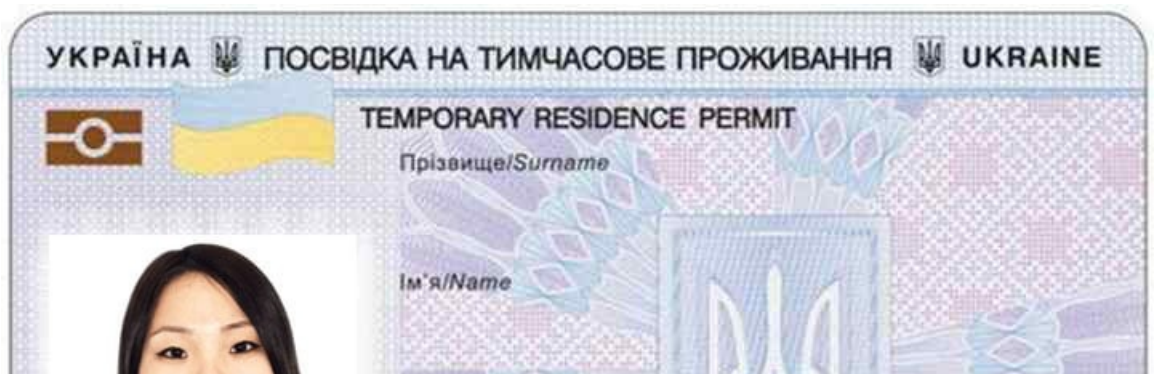 УКРАЇНА ПОСВІДКА НА ТИМЧАСОВЕ ПРОЖИВАННЯ UKRAINE
TEMPORARY RESIDENCE PERMIT
Прізвище/Surname
Ім'я/Name